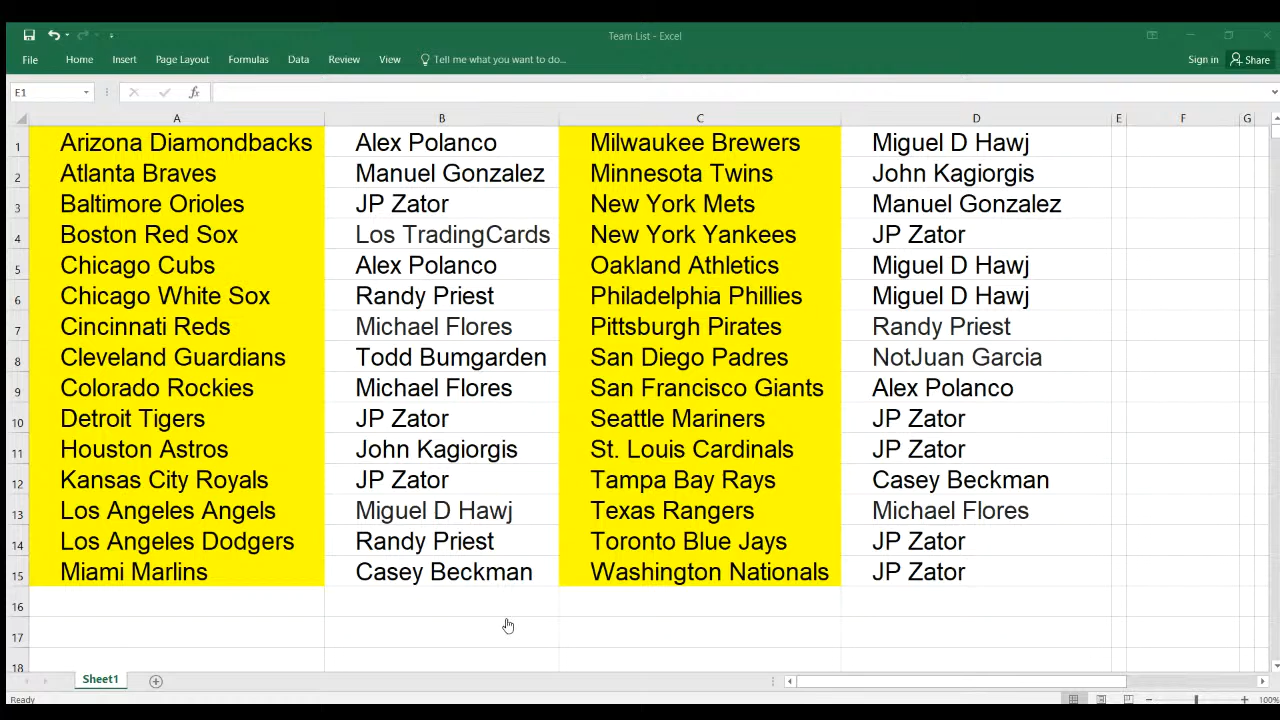 Team List - Excel
File Home Insert Page Layout Formulas Data Review View Tell me what you want to do... Sign in Share
E1 fx
A B C D E F G
1 Arizona Diamondbacks Alex Polanco Milwaukee Brewers Miguel D Hawj
2 Atlanta Braves Manuel Gonzalez Minnesota Twins John Kagiorgis
3 Baltimore Orioles JP Zator New York Mets Manuel Gonzalez
4 Boston Red Sox Los TradingCards New York Yankees JP Zator
5 Chicago Cubs Alex Polanco Oakland Athletics Miguel D Hawj
6 Chicago White Sox Randy Priest Philadelphia Phillies Miguel D Hawj
7 Cincinnati Reds Michael Flores Pittsburgh Pirates Randy Priest
8 Cleveland Guardians Todd Bumgarden San Diego Padres NotJuan Garcia
9 Colorado Rockies Michael Flores San Francisco Giants Alex Polanco
10 Detroit Tigers JP Zator Seattle Mariners JP Zator
11 Houston Astros John Kagiorgis St. Louis Cardinals JP Zator
12 Kansas City Royals JP Zator Tampa Bay Rays Casey Beckman
13 Los Angeles Angels Miguel D Hawj Texas Rangers Michael Flores
14 Los Angeles Dodgers Randy Priest Toronto Blue Jays JP Zator
15 Miami Marlins Casey Beckman Washington Nationals JP Zator
16
17
18
Sheet1
Ready 100%